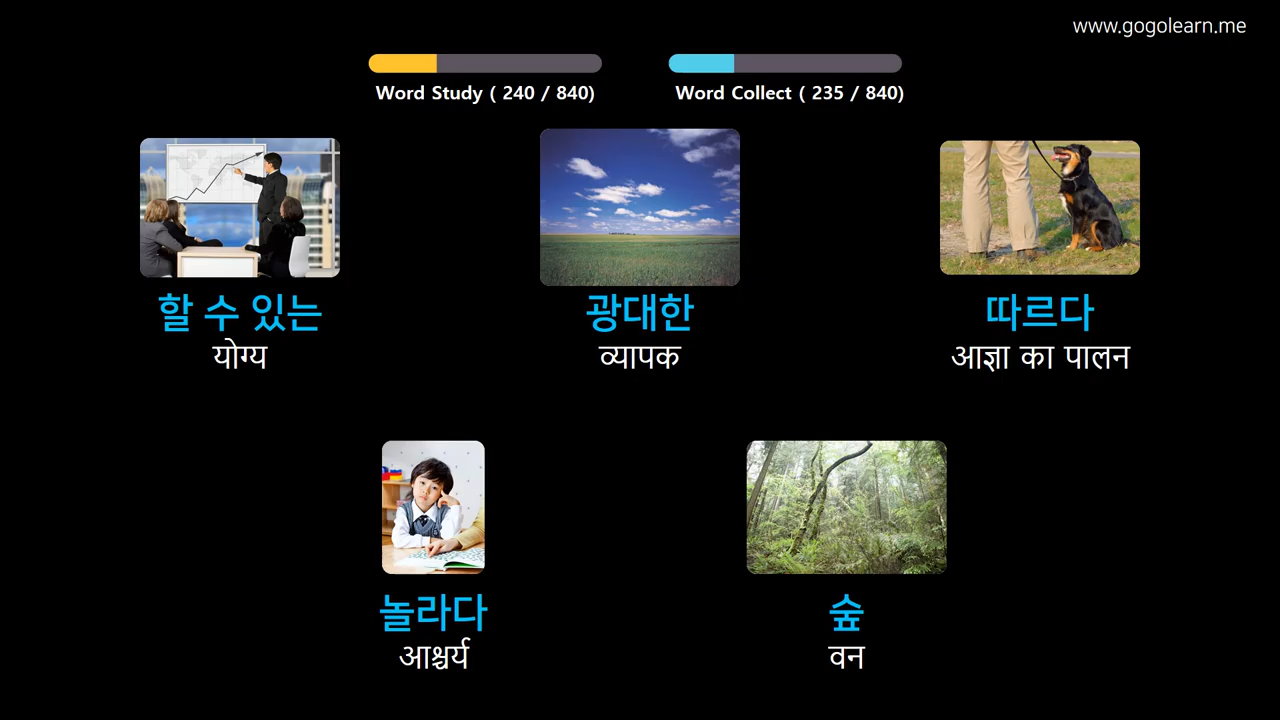 www.gogolearn.me
Word Study ( 240 / 840)
Word Collect ( 235 / 840)
할 수 있는
योग्य
광대한
व्यापक
따르다
आज्ञा का पालन
놀라다
आश्चर्य
숲
वन